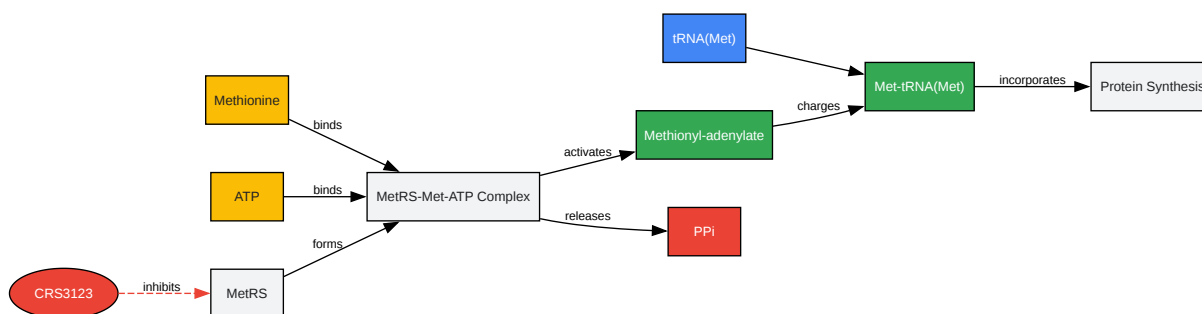 tRNA(Met)
Methionine
Met-tRNA(Met)
incorporates
Protein Synthesis
binds
charges
Methionyl-adenylate
activates
ATP
binds
MetRS-Met-ATP Complex
releases
PPi
forms
CRS3123
inhibits
MetRS